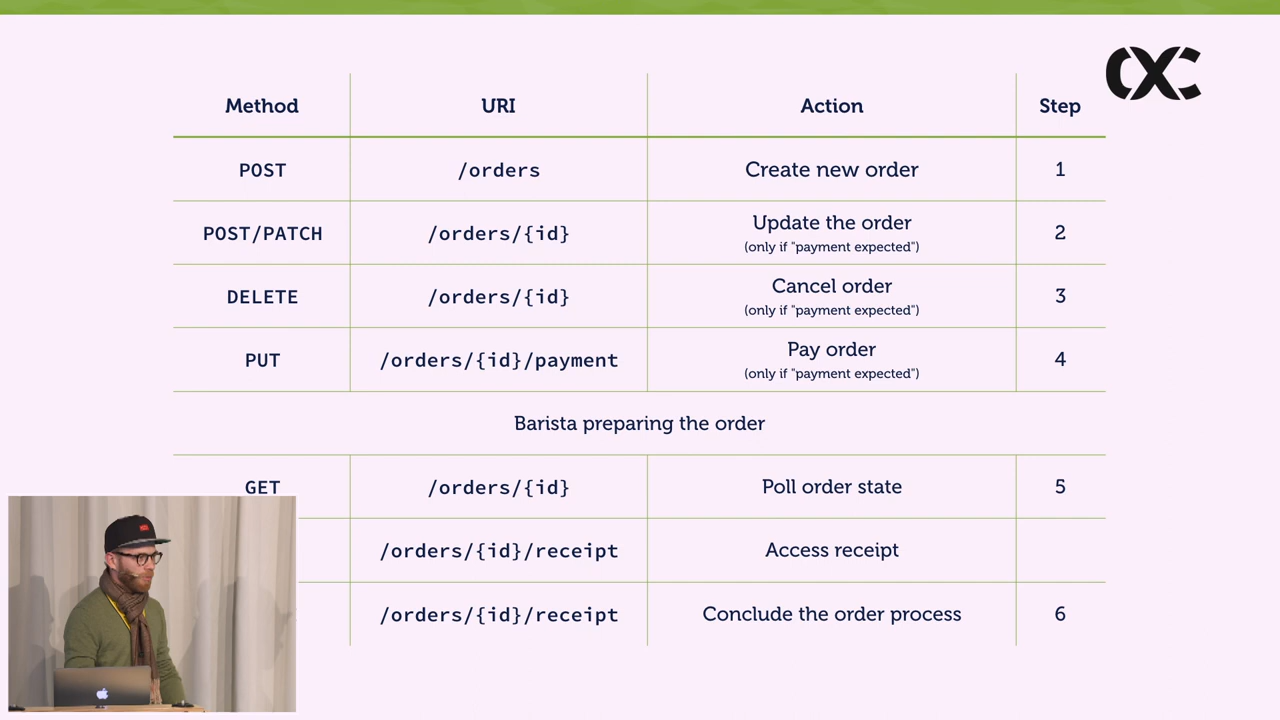 Method URI Action Step
POST /orders Create new order 1
POST/PATCH /orders/{id} Update the order 2
(only if "payment expected")
DELETE /orders/{id} Cancel order 3
(only if "payment expected")
PUT /orders/{id}/payment Pay order 4
(only if "payment expected")
Barista preparing the order
GET /orders/{id} Poll order state 5
/orders/{id}/receipt Access receipt
/orders/{id}/receipt Conclude the order process 6